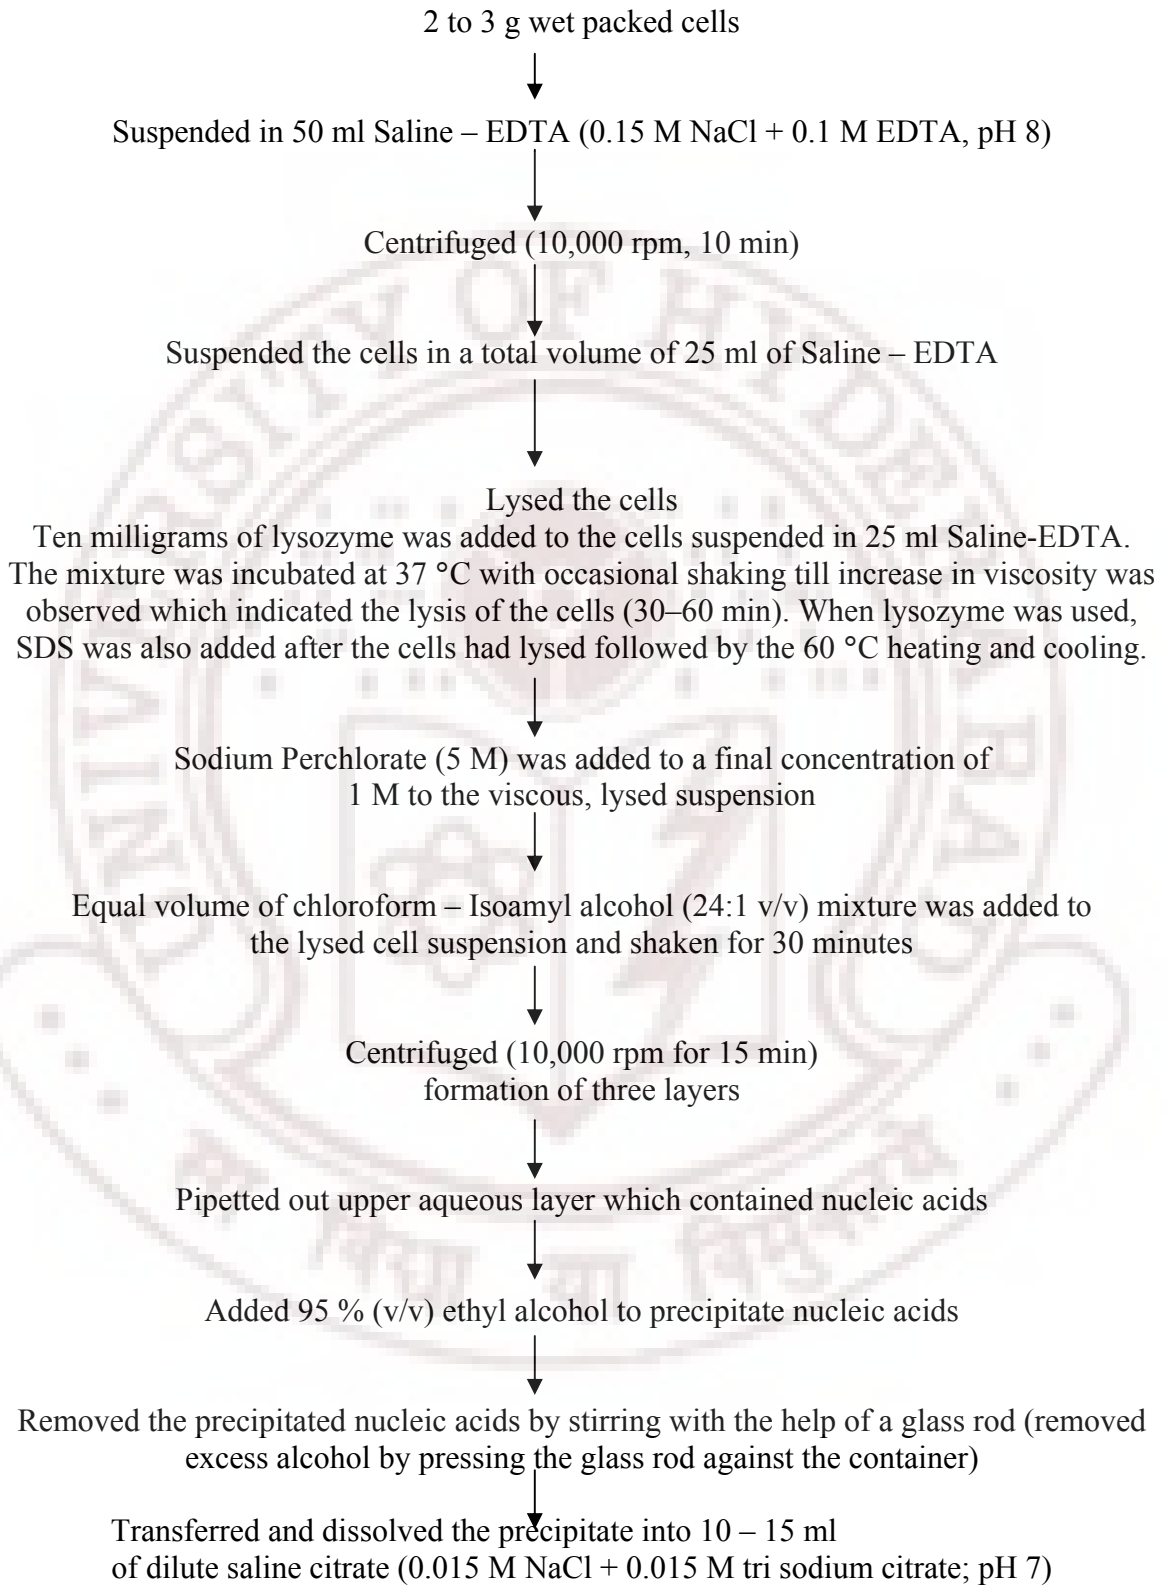 2 to 3 g wet packed cells
Suspended in 50 ml Saline – EDTA (0.15 M NaCl + 0.1 M EDTA, pH 8)
Centrifuged (10,000 rpm, 10 min)
Suspended the cells in a total volume of 25 ml of Saline – EDTA
Lysed the cells
Ten milligrams of lysozyme was added to the cells suspended in 25 ml Saline-EDTA.
The mixture was incubated at 37 °C with occasional shaking till increase in viscosity was
observed which indicated the lysis of the cells (30–60 min). When lysozyme was used,
SDS was also added after the cells had lysed followed by the 60 °C heating and cooling.
Sodium Perchlorate (5 M) was added to a final concentration of
1 M to the viscous, lysed suspension
Equal volume of chloroform – Isoamyl alcohol (24:1 v/v) mixture was added to
the lysed cell suspension and shaken for 30 minutes
Centrifuged (10,000 rpm for 15 min)
formation of three layers
Pipetted out upper aqueous layer which contained nucleic acids
Added 95 % (v/v) ethyl alcohol to precipitate nucleic acids
Removed the precipitated nucleic acids by stirring with the help of a glass rod (removed
excess alcohol by pressing the glass rod against the container)
Transferred and dissolved the precipitate into 10 – 15 ml
of dilute saline citrate (0.015 M NaCl + 0.015 M tri sodium citrate; pH 7)
UNIVERSITY OF HYDERABAD